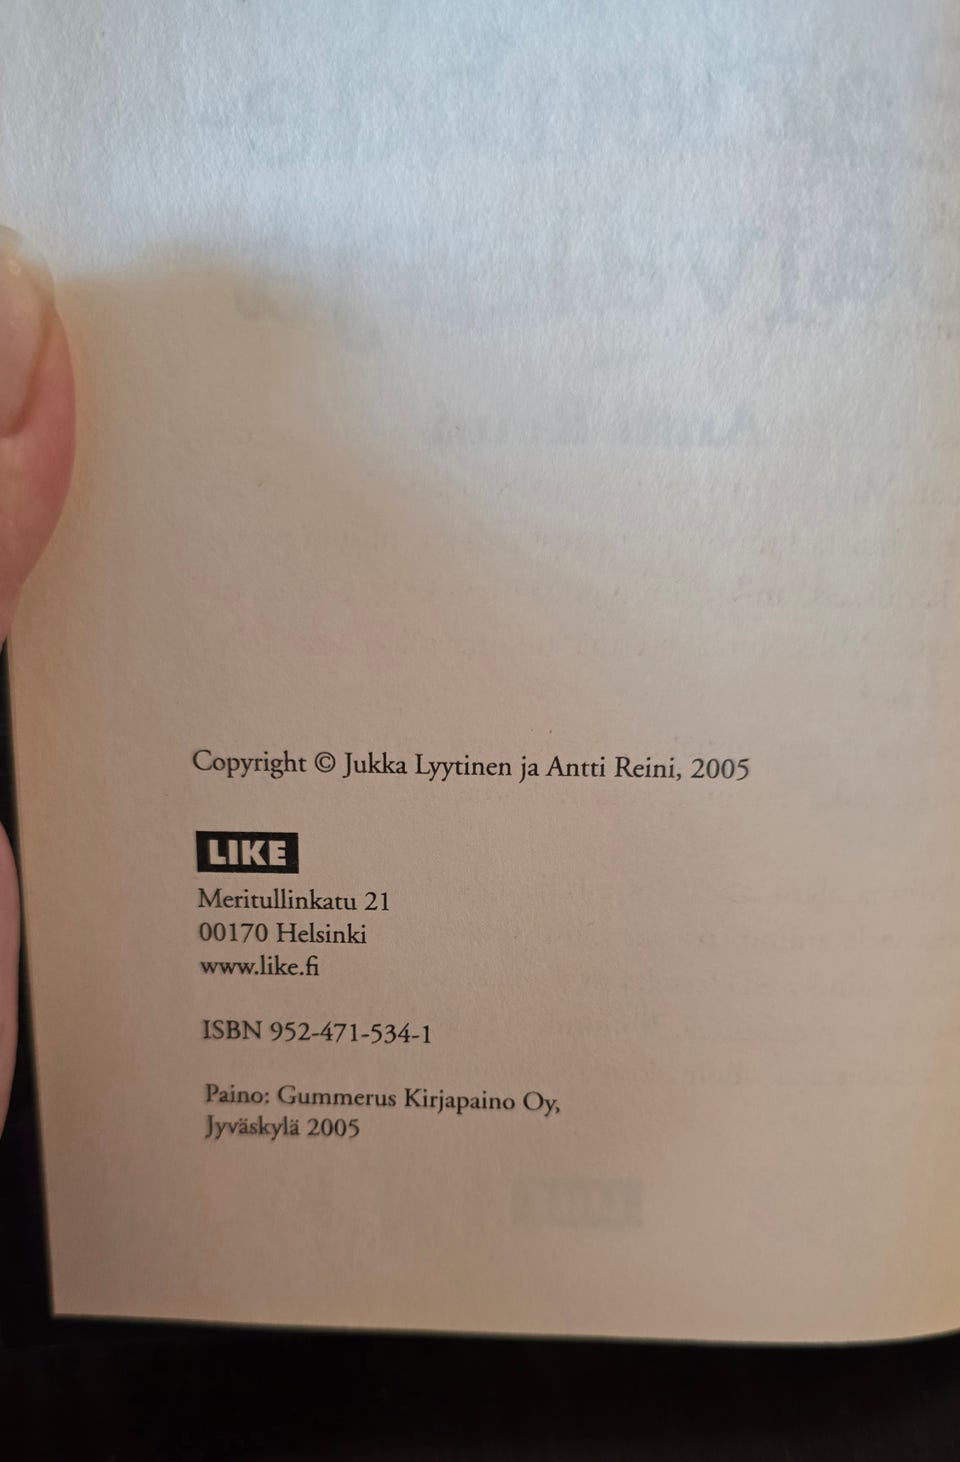 Copyright © Jukka Lyytinen ja Antti Reini, 2005
LIKE
Meritullinkatu 21
00170 Helsinki
www.like.fi
ISBN 952-471-534-1
Paino: Gummerus Kirjapaino Oy,
Jyväskylä 2005